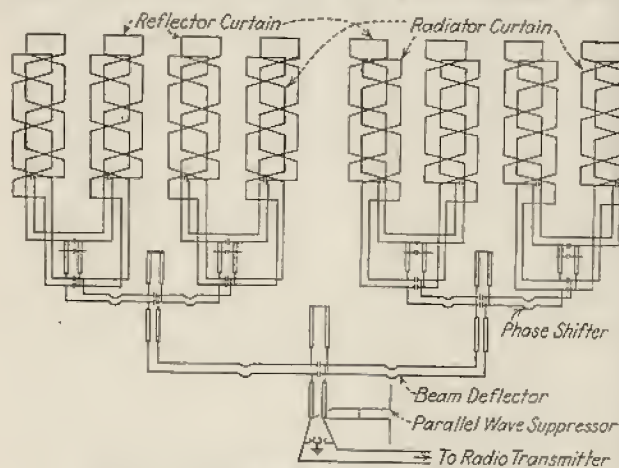 Reflector Curtain
Radiator Curtain
Phase Shifter
Beam Deflector
Parallel Wave Suppressor
To Radio Transmitter